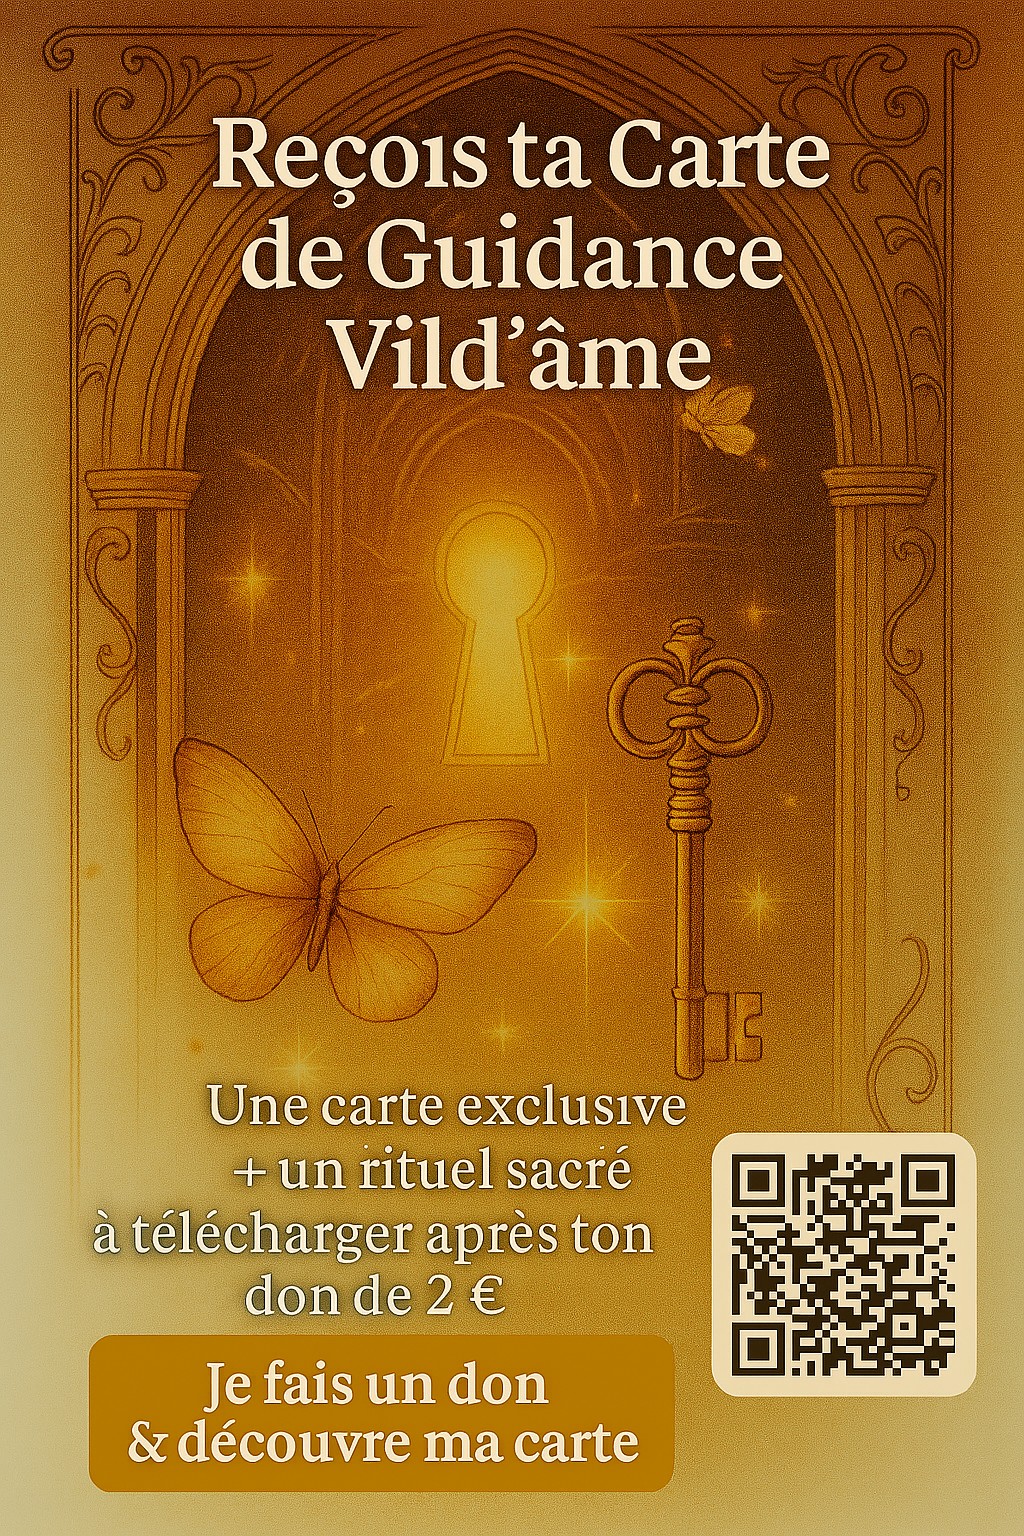 Reçois ta Carte
de Guidance
Vild'âme
Une carte exclusive
+ un rituel sacré
à télécharger après ton
don de 2 €
Je fais un don
& découvre ma carte